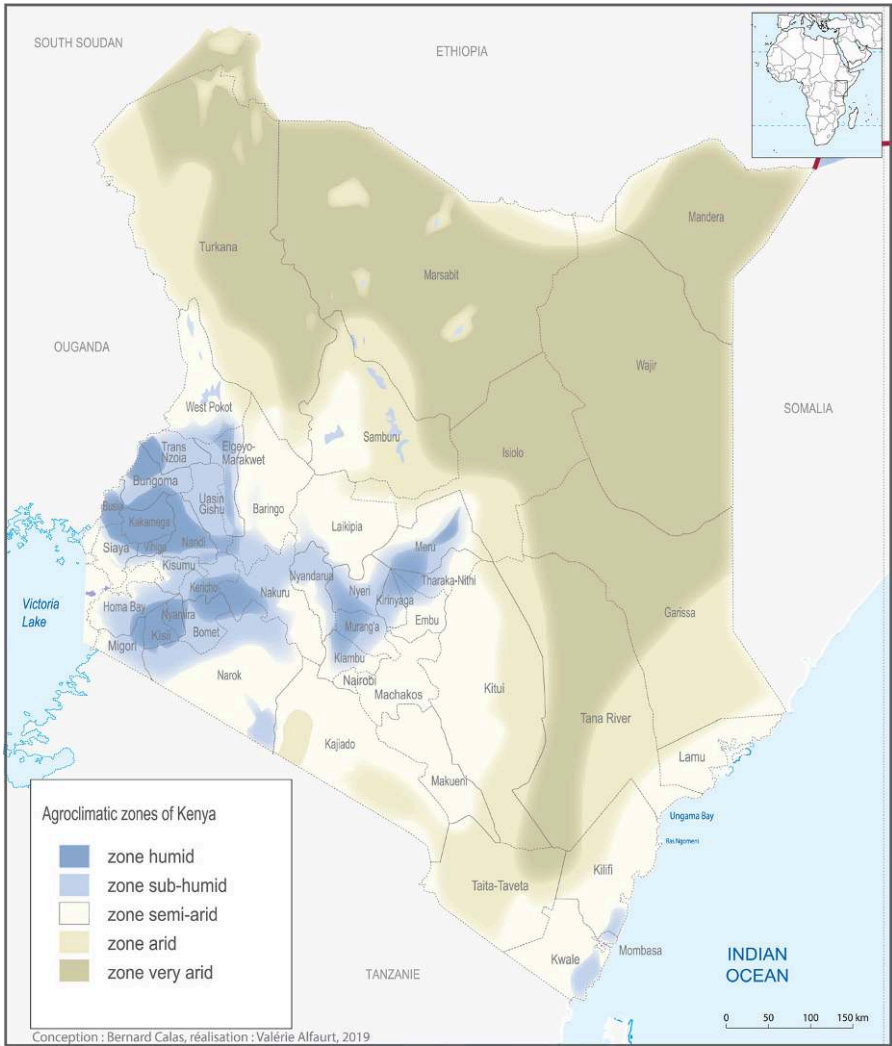 SOUTH SOUDAN
ETHIOPIA
Mandera
Turkana
Marsabit
OUGANDA
Wajir
SOMALIA
West Pokot
Samburu
Isiolo
Trans
Nzoia
Elgeyo-
Marakwet
Bungoma
Uasin
Gishu
Baringo
Busia
Kakamega
Laikipia
Siaya
Vihiga
Nandi
Meru
Kisumu
Nyandarua
Tharaka-Nithi
Kericho
Nakuru
Nyeri
Kirinyaga
Victoria
Lake
Homa Bay
Nyamira
Embu
Garissa
Kisii
Bomet
Murang'a
Migori
Kiambu
Narok
Nairobi
Machakos
Kitui
Tana River
Kajiado
Makueni
Lamu
Ungama Bay
Ras Ngomeni
Kilifi
Taita-Taveta
Mombasa
Kwale
INDIAN
OCEAN
TANZANIE
Agroclimatic zones of Kenya
zone humid
zone sub-humid
zone semi-arid
zone arid
zone very arid
0 50 100 150 km
Conception : Bernard Calas, réalisation : Valérie Alfaurt, 2019